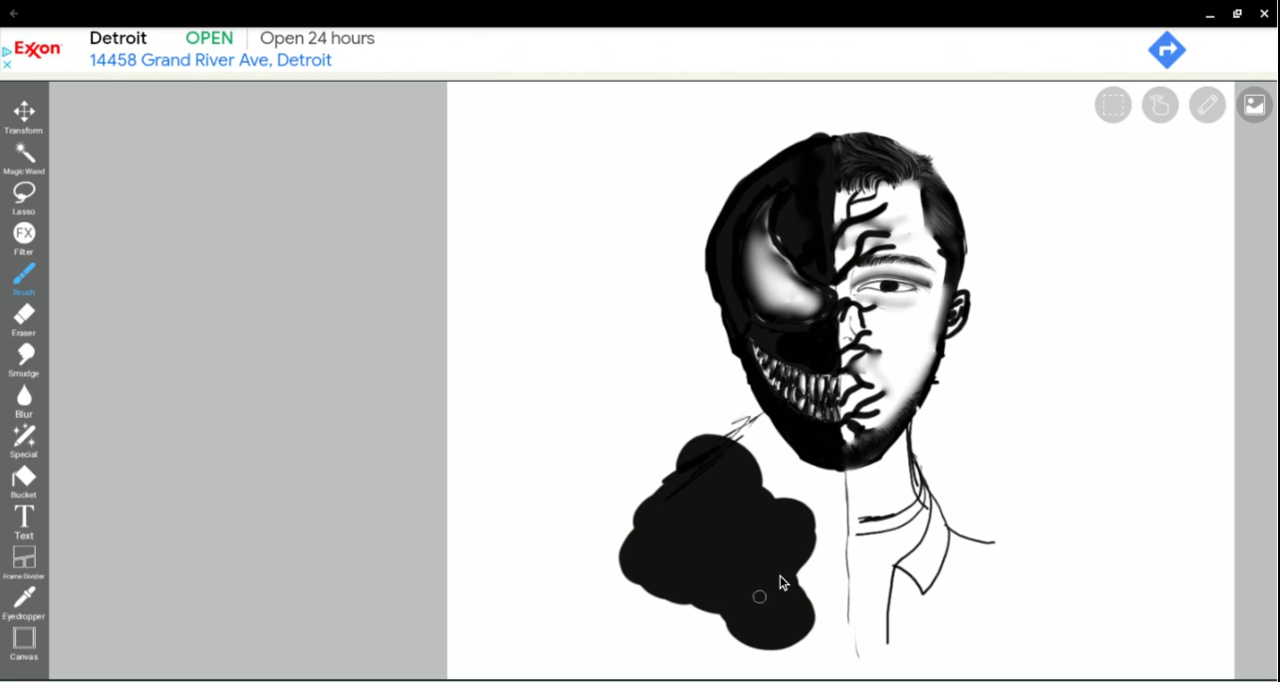 Exxon
Detroit OPEN Open 24 hours
14458 Grand River Ave, Detroit
Transform
Magic Wand
Lasso
FX
Filter
Brush
Eraser
Smudge
Blur
Special
Bucket
T
Text
Frame Divider
Eyedropper
Canvas